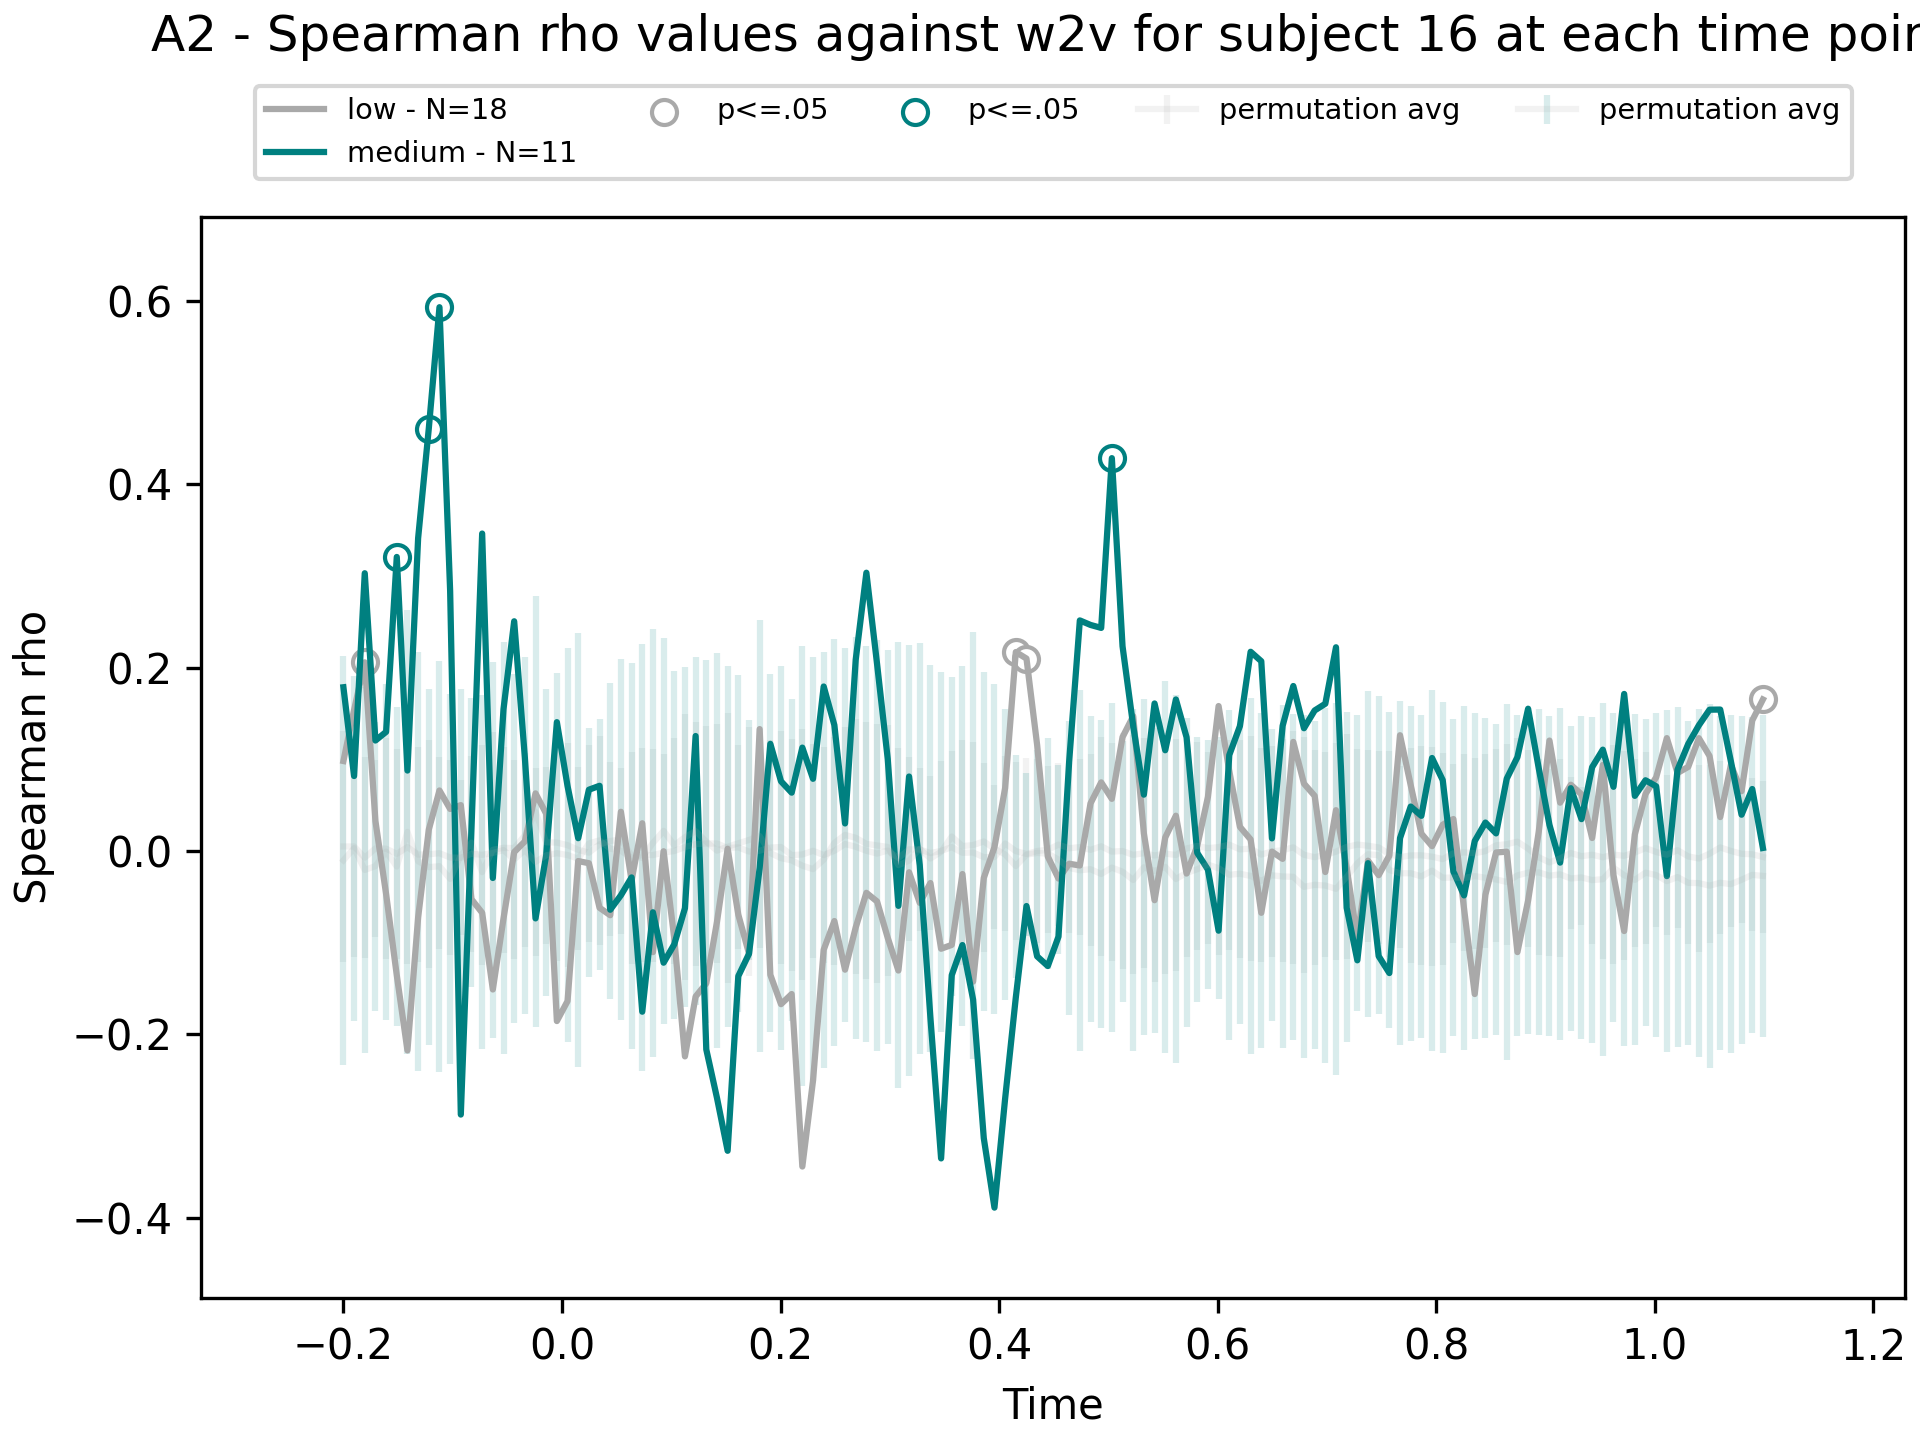 A2 - Spearman rho values against w2v for subject 16 at each time poi
low - N=18
medium - N=11
p<=.05
p<=.05
permutation avg
permutation avg
Spearman rho
0.6
0.4
0.2
0.0
−0.2
−0.4
−0.2 0.0 0.2 0.4 0.6 0.8 1.0 1.2
Time